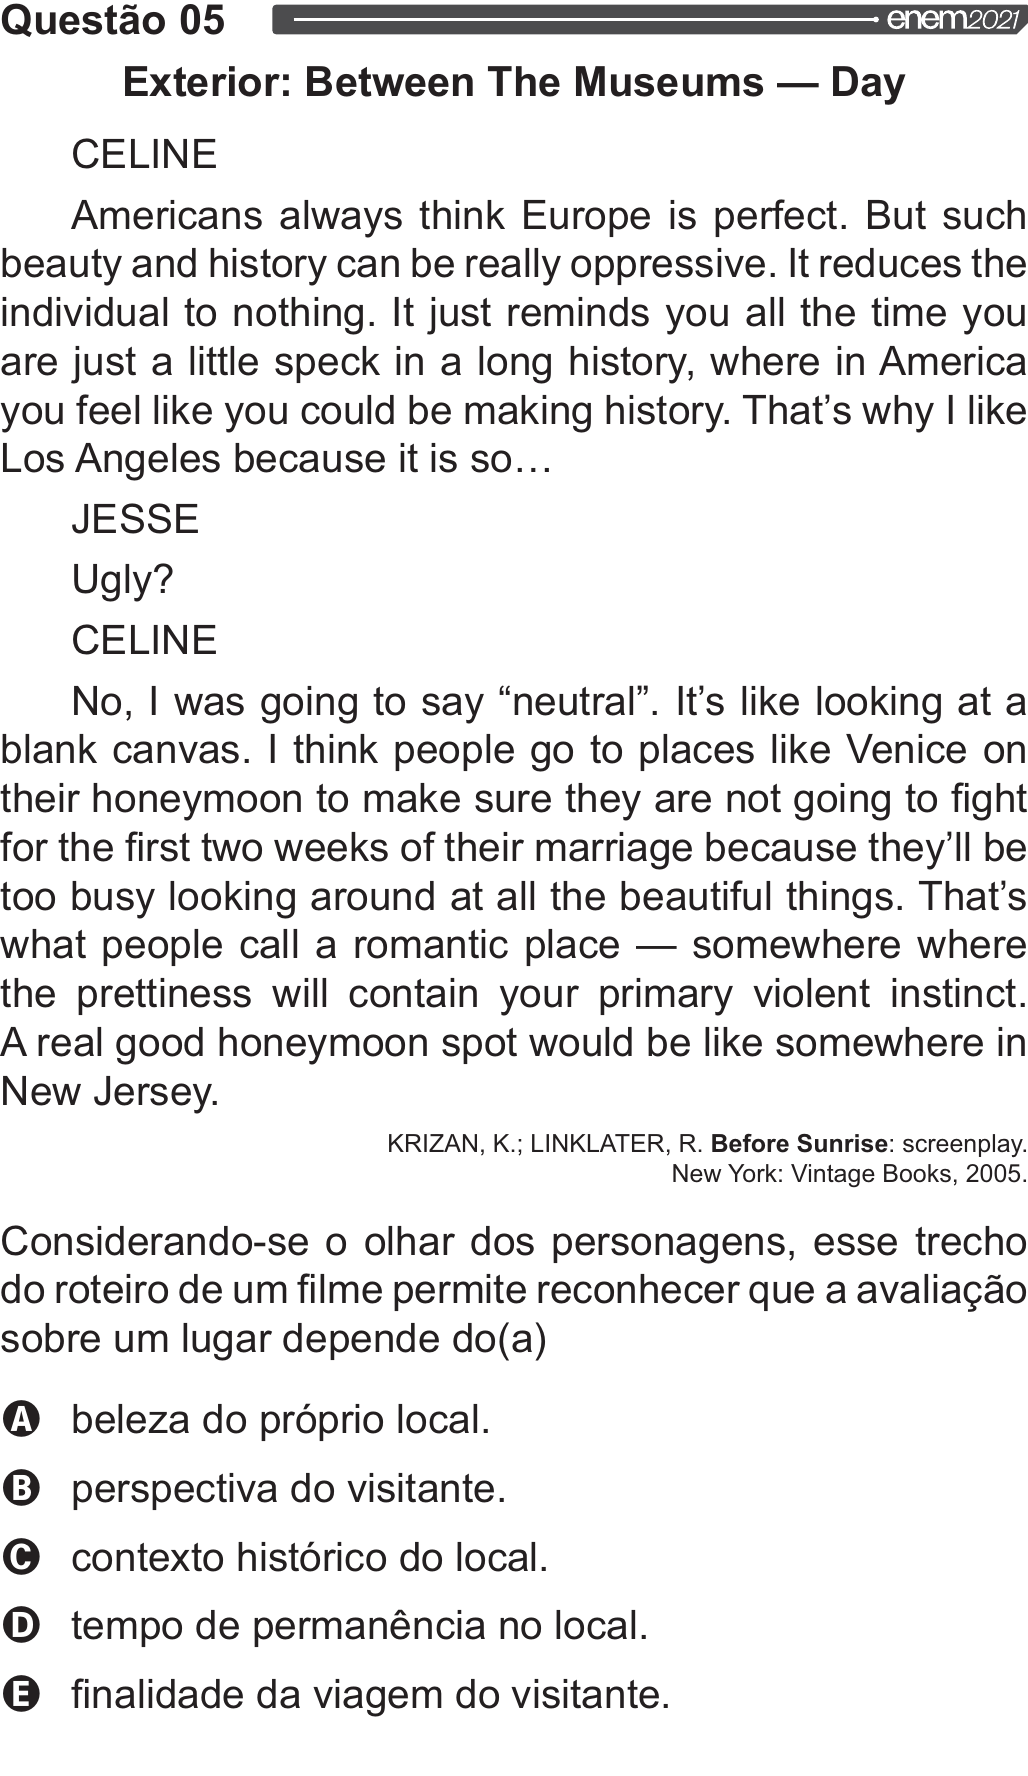 Questão 05
enem2021
Exterior: Between The Museums — Day
CELINE
Americans always think Europe is perfect. But such
beauty and history can be really oppressive. It reduces the
individual to nothing. It just reminds you all the time you
are just a little speck in a long history, where in America
you feel like you could be making history. That’s why I like
Los Angeles because it is so…
JESSE
Ugly?
CELINE
No, I was going to say “neutral”. It’s like looking at a
blank canvas. I think people go to places like Venice on
their honeymoon to make sure they are not going to fight
for the first two weeks of their marriage because they’ll be
too busy looking around at all the beautiful things. That’s
what people call a romantic place — somewhere where
the prettiness will contain your primary violent instinct.
A real good honeymoon spot would be like somewhere in
New Jersey.
KRIZAN, K.; LINKLATER, R. Before Sunrise: screenplay.
New York: Vintage Books, 2005.
Considerando-se o olhar dos personagens, esse trecho
do roteiro de um filme permite reconhecer que a avaliação
sobre um lugar depende do(a)
A beleza do próprio local.
B perspectiva do visitante.
C contexto histórico do local.
D tempo de permanência no local.
E finalidade da viagem do visitante.